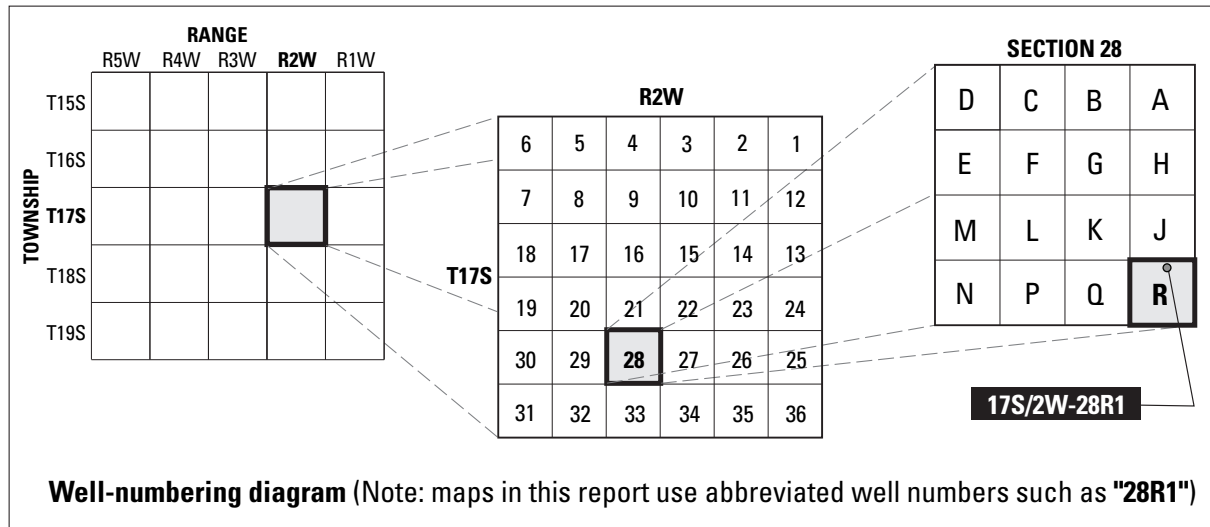 RANGE
R5W R4W R3W R2W R1W
TOWNSHIP
T15S
T16S
T17S
T18S
T19S
R2W
T17S
6 5 4 3 2 1
7 8 9 10 11 12
18 17 16 15 14 13
19 20 21 22 23 24
30 29 28 27 26 25
31 32 33 34 35 36
SECTION 28
D C B A
E F G H
M L K J
N P Q R
17S/2W-28R1
Well-numbering diagram (Note: maps in this report use abbreviated well numbers such as "28R1")